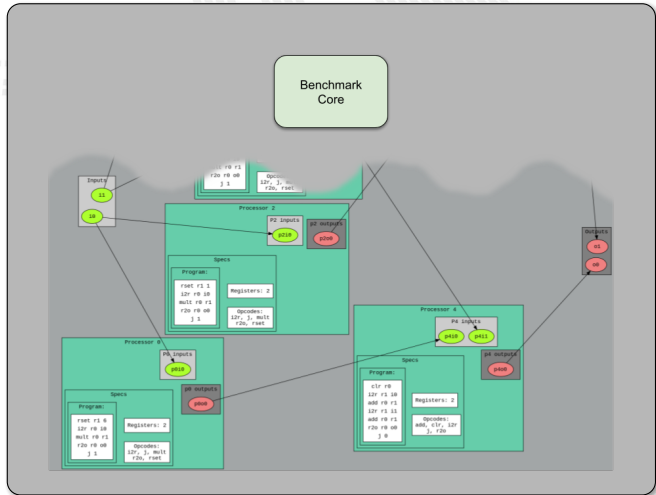 Benchmark
Core
Inputs
i1
i0
r0 r1
r2o r0 o0
j 1
r2o, rset
Processor 2
P2 inputs
p2i0
p2 outputs
p2o0
Specs
Program:
rset r1 1
i2r r0 i0
mult r0 r1
r2o r0 o0
j 1
Registers: 2
Opcodes:
i2r, j, mult
r2o, rset
Outputs
o1
o0
Processor 4
P4 inputs
p4i0
p4i1
p4 outputs
p4o0
Specs
Program:
clr r0
i2r r1 i0
add r0 r1
i2r r1 i1
add r0 r1
r2o r0 o0
j 0
Registers: 2
Opcodes:
add, clr, i2r
j, r2o
Processor 0
P0 inputs
p0i0
p0 outputs
p0o0
Specs
Program:
rset r1 6
i2r r0 i0
mult r0 r1
r2o r0 o0
j 1
Registers: 2
Opcodes:
i2r, j, mult
r2o, rset